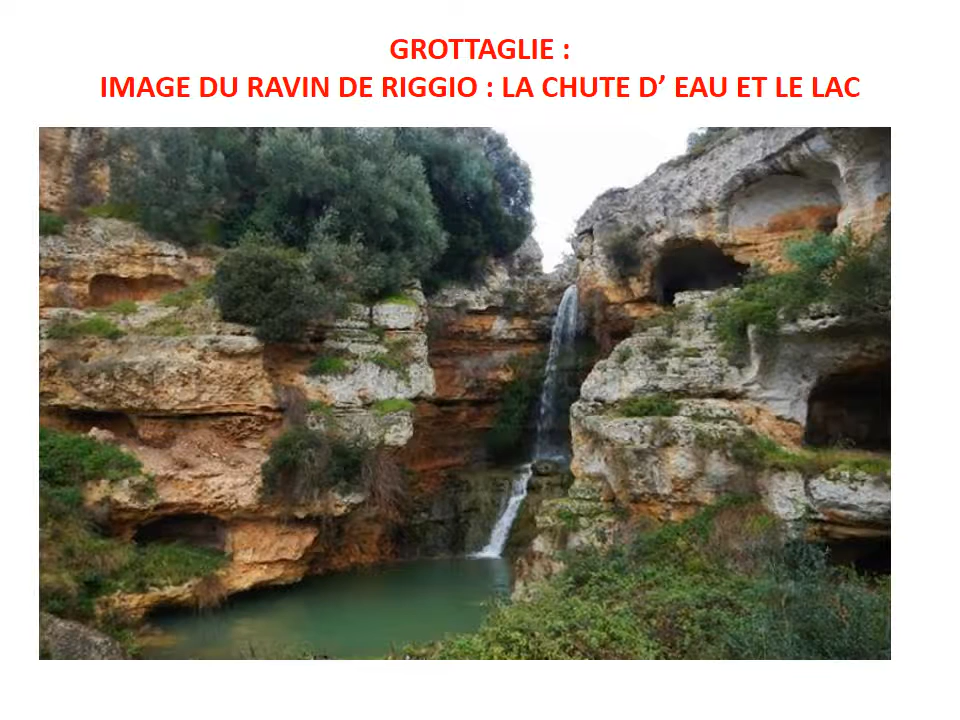 GROTTAGLIE :
IMAGE DU RAVIN DE RIGGIO : LA CHUTE D’ EAU ET LE LAC